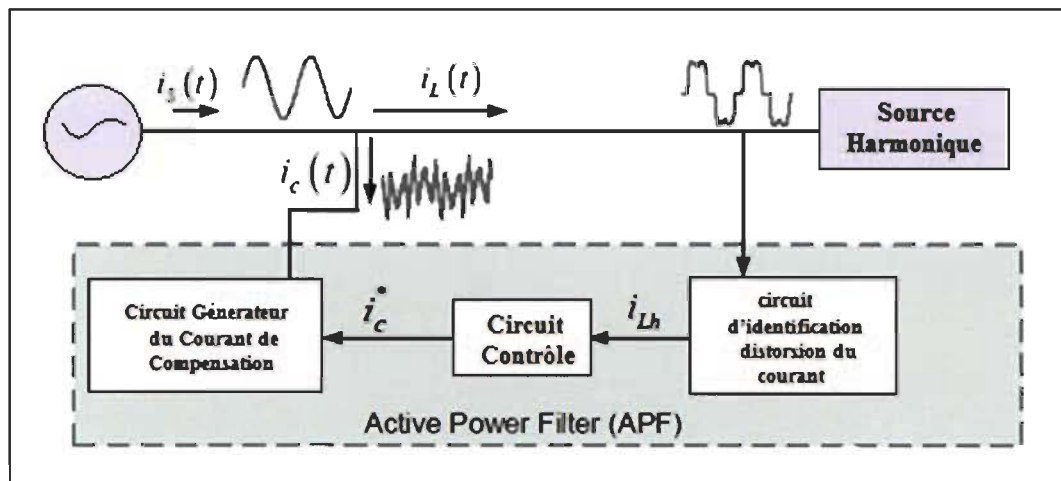 i_s(t)
i_L(t)
Source
Harmonique
i_c(t)
Circuit Génerateur
du Courant de
Compensation
i_c^*
Circuit
Contrôle
i_Lh
circuit
d'identification
distorsion du
courant
Active Power Filter (APF)